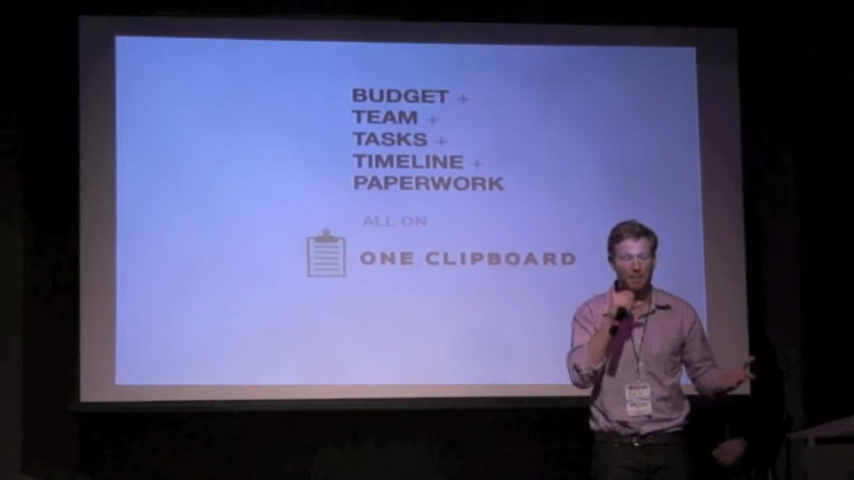 BUDGET +
TEAM +
TASKS +
TIMELINE +
PAPERWORK
ALL ON
ONE CLIPBOARD